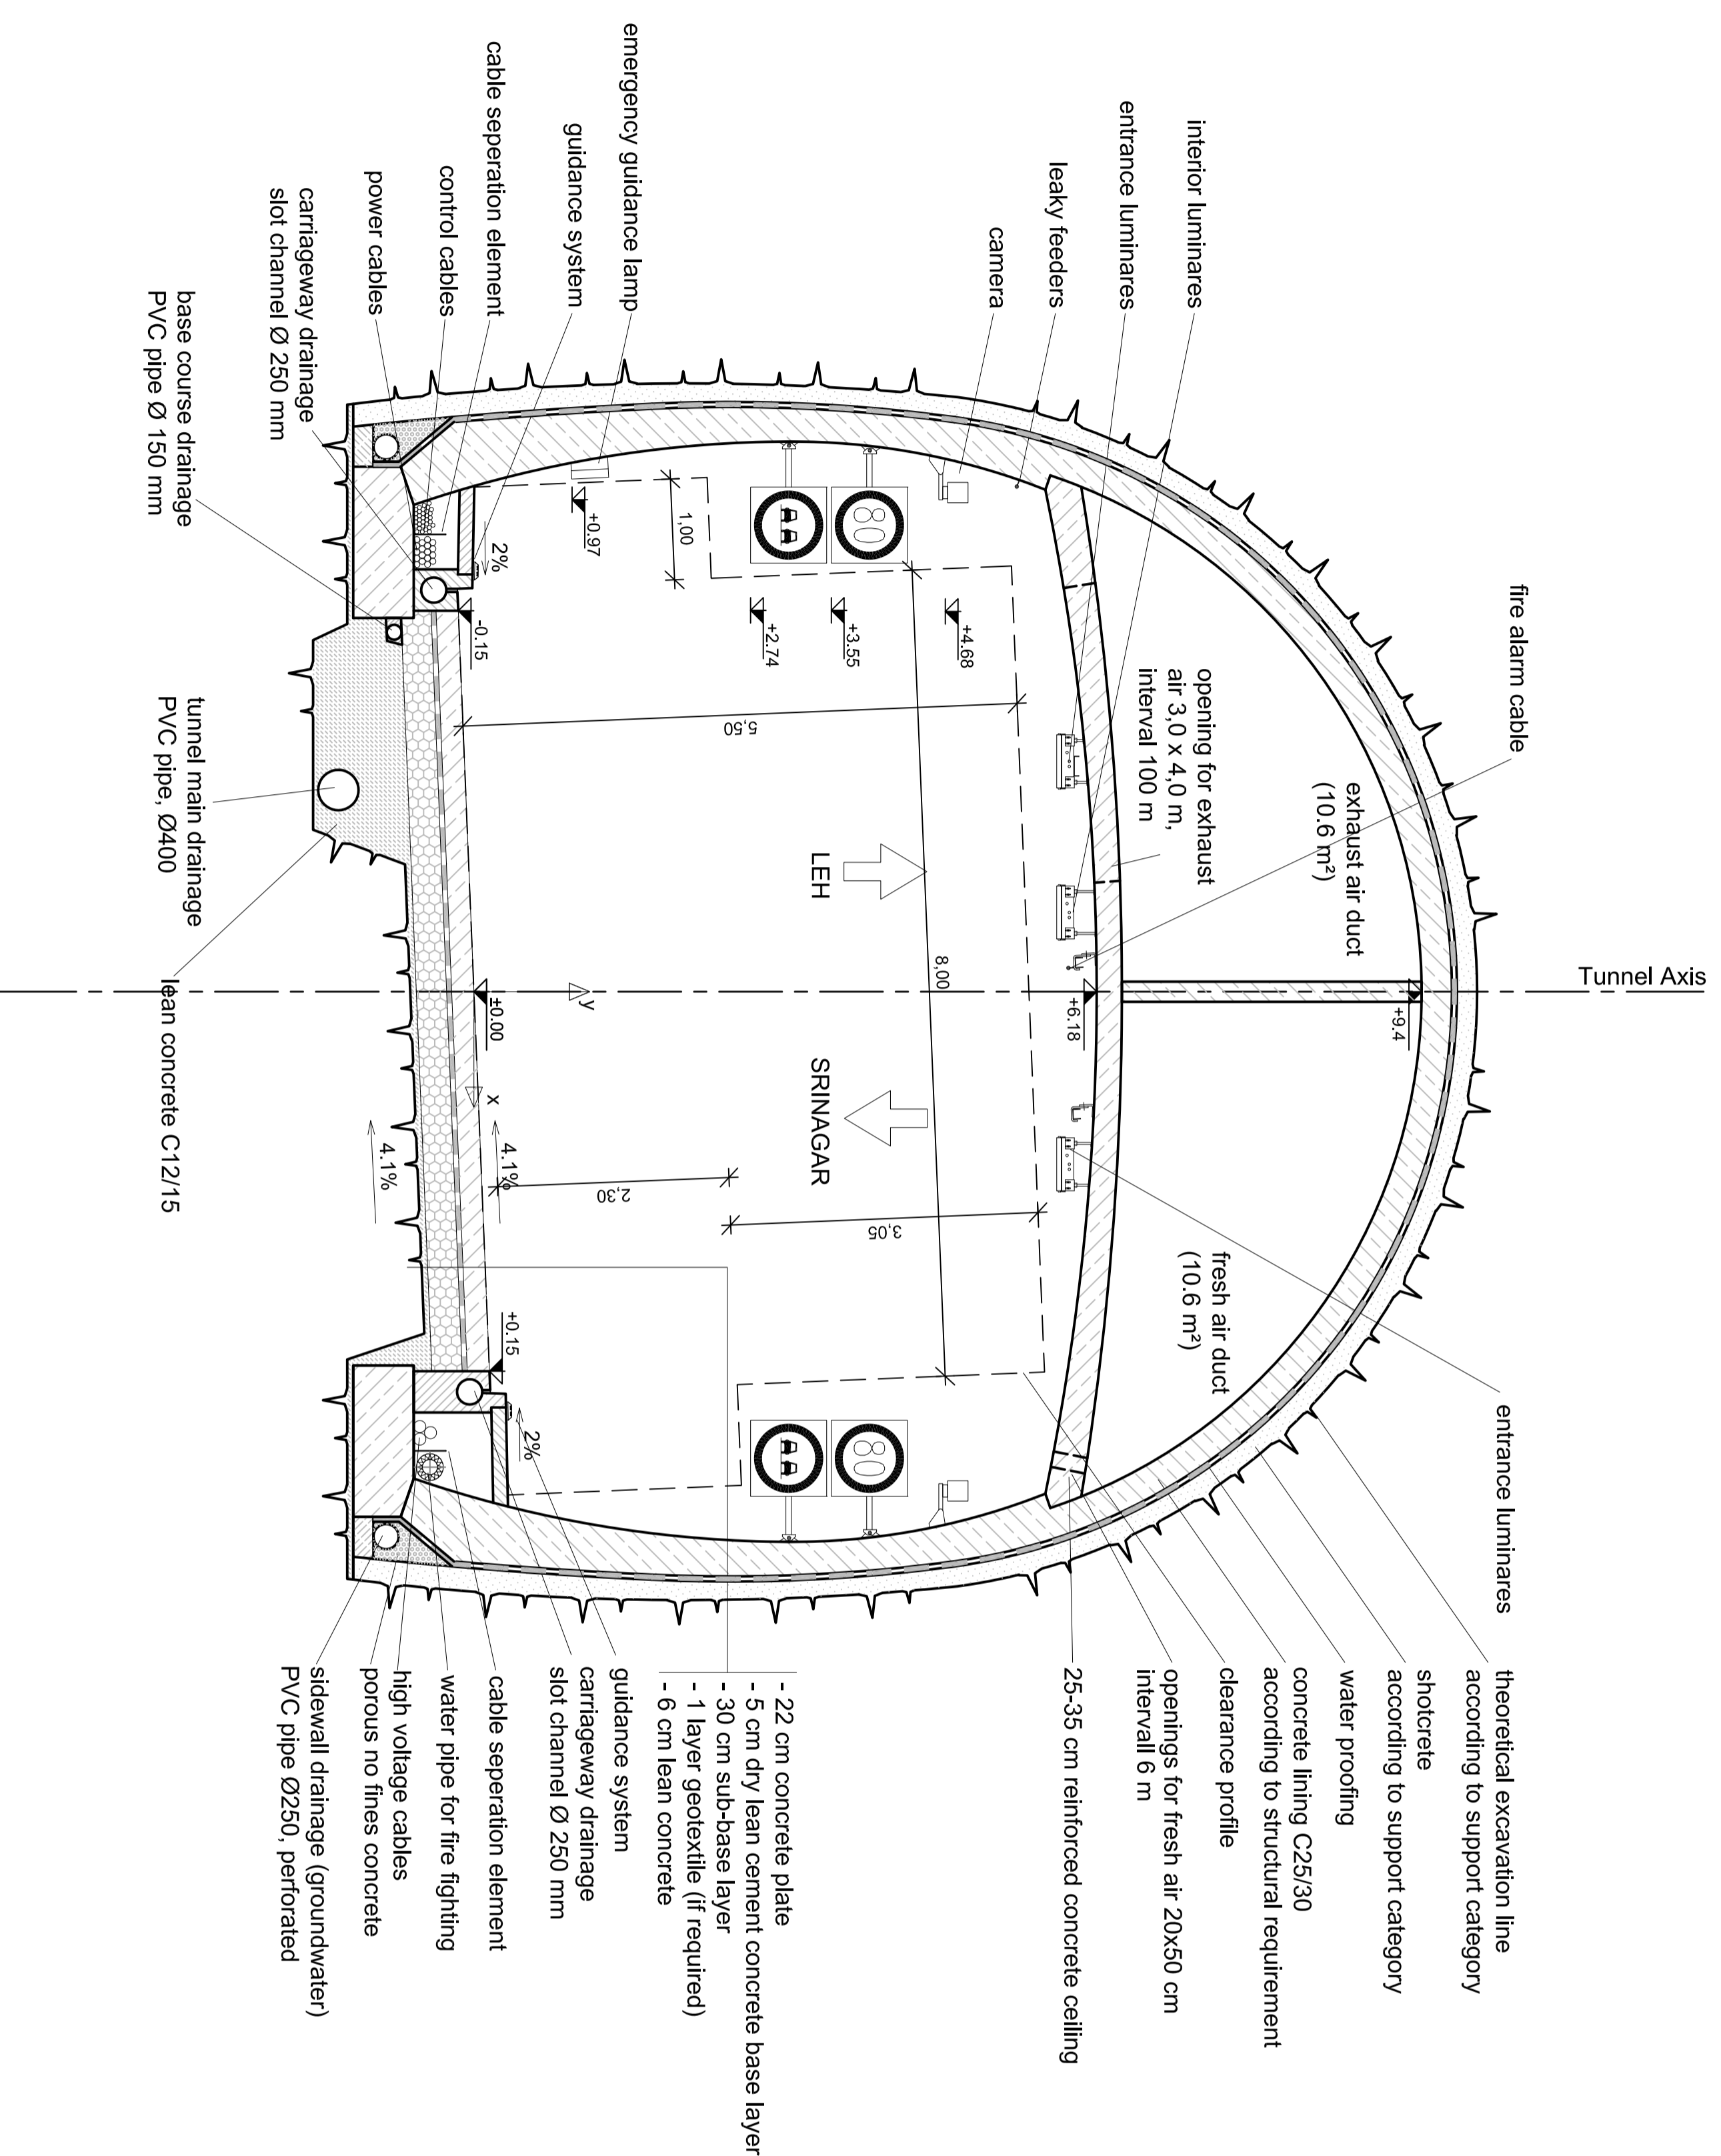 Tunnel Axis
fire alarm cable
interior luminares
entrance luminares
leaky feeders
camera
emergency guidance lamp
guidance system
cable seperation element
control cables
power cables
carriageway drainage
slot channel Ø 250 mm
base course drainage
PVC pipe Ø 150 mm
tunnel main drainage
PVC pipe, Ø400
lean concrete C12/15
exhaust air duct
(10.6 m²)
opening for exhaust
air 3,0 x 4,0 m,
interval 100 m
fresh air duct
(10.6 m²)
+9.4
+6.18
+4.68
+3.55
+2.74
+0.97
±0.00
-0.15
+0.15
1,00
5,50
8,00
2,30
3,05
2%
2%
4.1%
4.1%
y
x
LEH
SRINAGAR
80
80
entrance luminares
theoretical excavation line
according to support category
shotcrete
according to support category
water proofing
concrete lining C25/30
according to structural requirement
clearance profile
openings for fresh air 20x50 cm
intervall 6 m
25-35 cm reinforced concrete ceiling
- 22 cm concrete plate
- 5 cm dry lean cement concrete base layer
- 30 cm sub-base layer
- 1 layer geotextile (if required)
- 6 cm lean concrete
guidance system
carriageway drainage
slot channel Ø 250 mm
cable seperation element
water pipe for fire fighting
high voltage cables
porous no fines concrete
sidewall drainage (groundwater)
PVC pipe Ø250, perforated